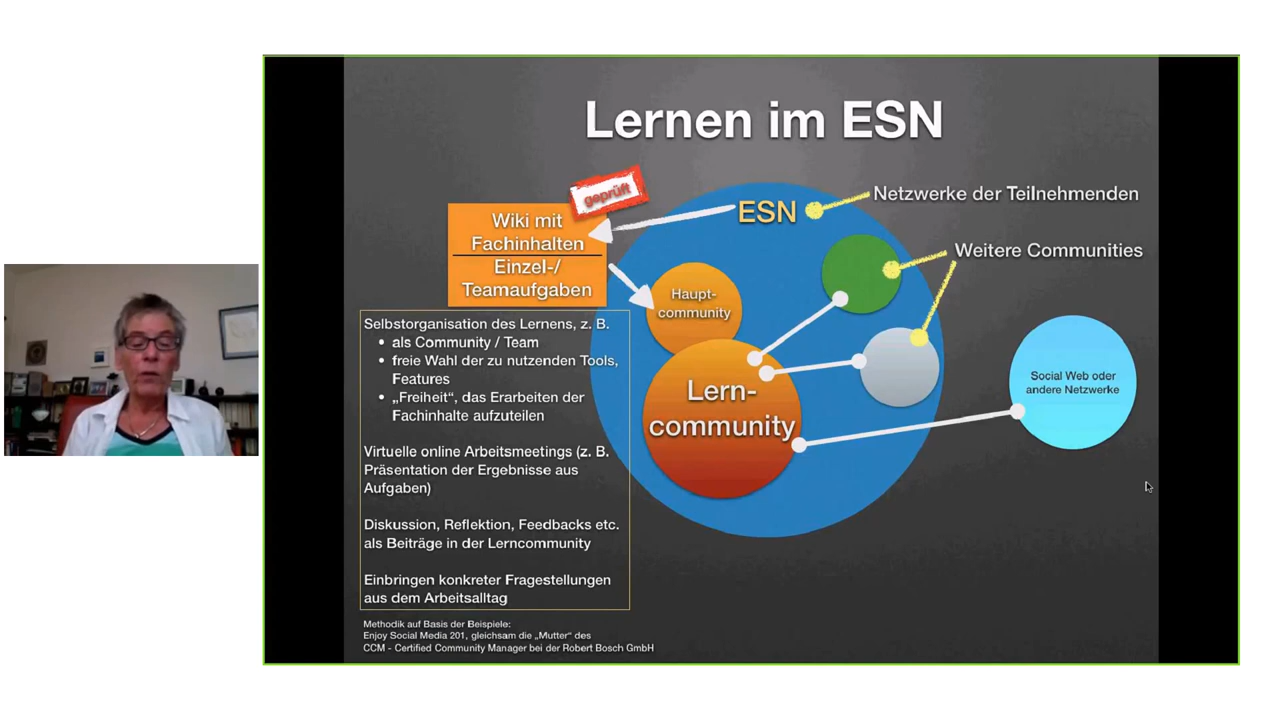 Lernen im ESN
geprüft
Wiki mit
Fachinhalten
Einzel-/
Teamaufgaben
ESN
Netzwerke der Teilnehmenden
Weitere Communities
Haupt-
community
Lern-
community
Social Web oder
andere Netzwerke
Selbstorganisation des Lernens, z. B.
• als Community / Team
• freie Wahl der zu nutzenden Tools,
Features
• „Freiheit“, das Erarbeiten der
Fachinhalte aufzuteilen
Virtuelle online Arbeitsmeetings (z. B.
Präsentation der Ergebnisse aus
Aufgaben)
Diskussion, Reflektion, Feedbacks etc.
als Beiträge in der Lerncommunity
Einbringen konkreter Fragestellungen
aus dem Arbeitsalltag
Methodik auf Basis der Beispiele:
Enjoy Social Media 201, gleichsam die „Mutter“ des
CCM - Certified Community Manager bei der Robert Bosch GmbH